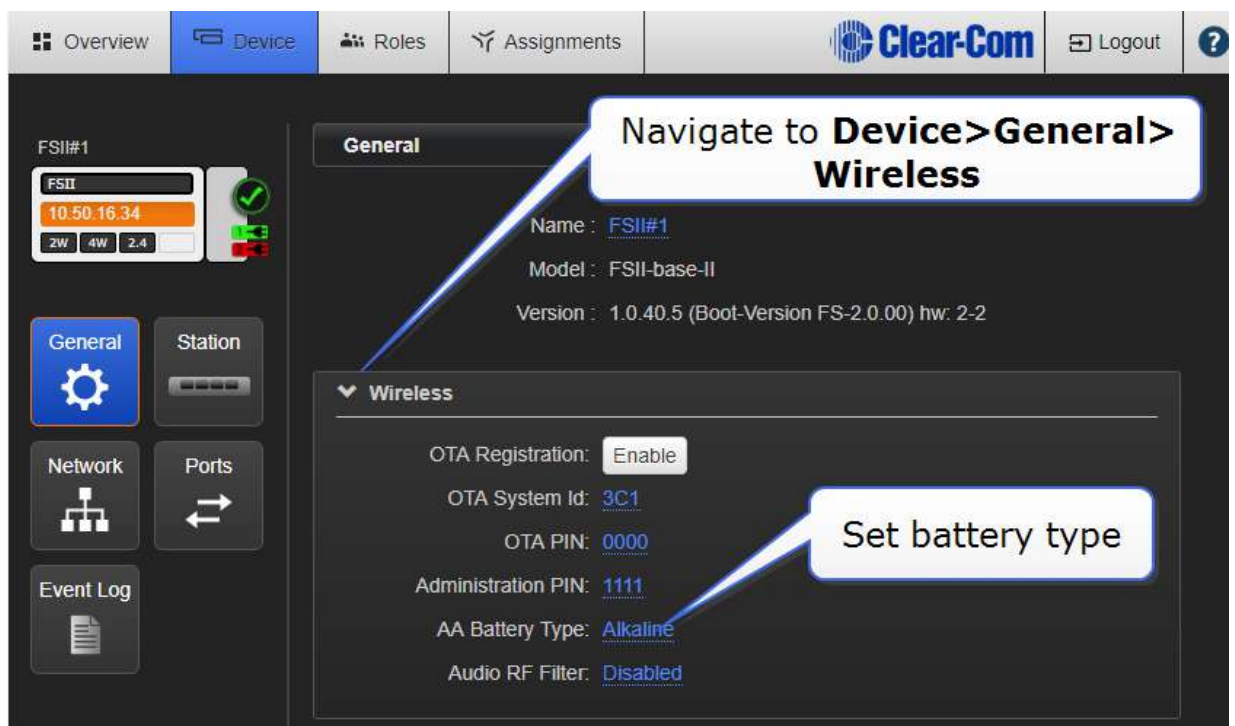 Overview
Device
Roles
Assignments
Clear-Com
Logout
?
FSII#1
FSII
10.50.16.34
2W 4W 2.4
General
Station
Network
Ports
Event Log
General
Navigate to Device>General>
Wireless
Name : FSII#1
Model : FSII-base-II
Version : 1.0.40.5 (Boot-Version FS-2.0.00) hw: 2-2
Wireless
OTA Registration: Enable
OTA System Id: 3C1
OTA PIN: 0000
Set battery type
Administration PIN: 1111
AA Battery Type: Alkaline
Audio RF Filter: Disabled